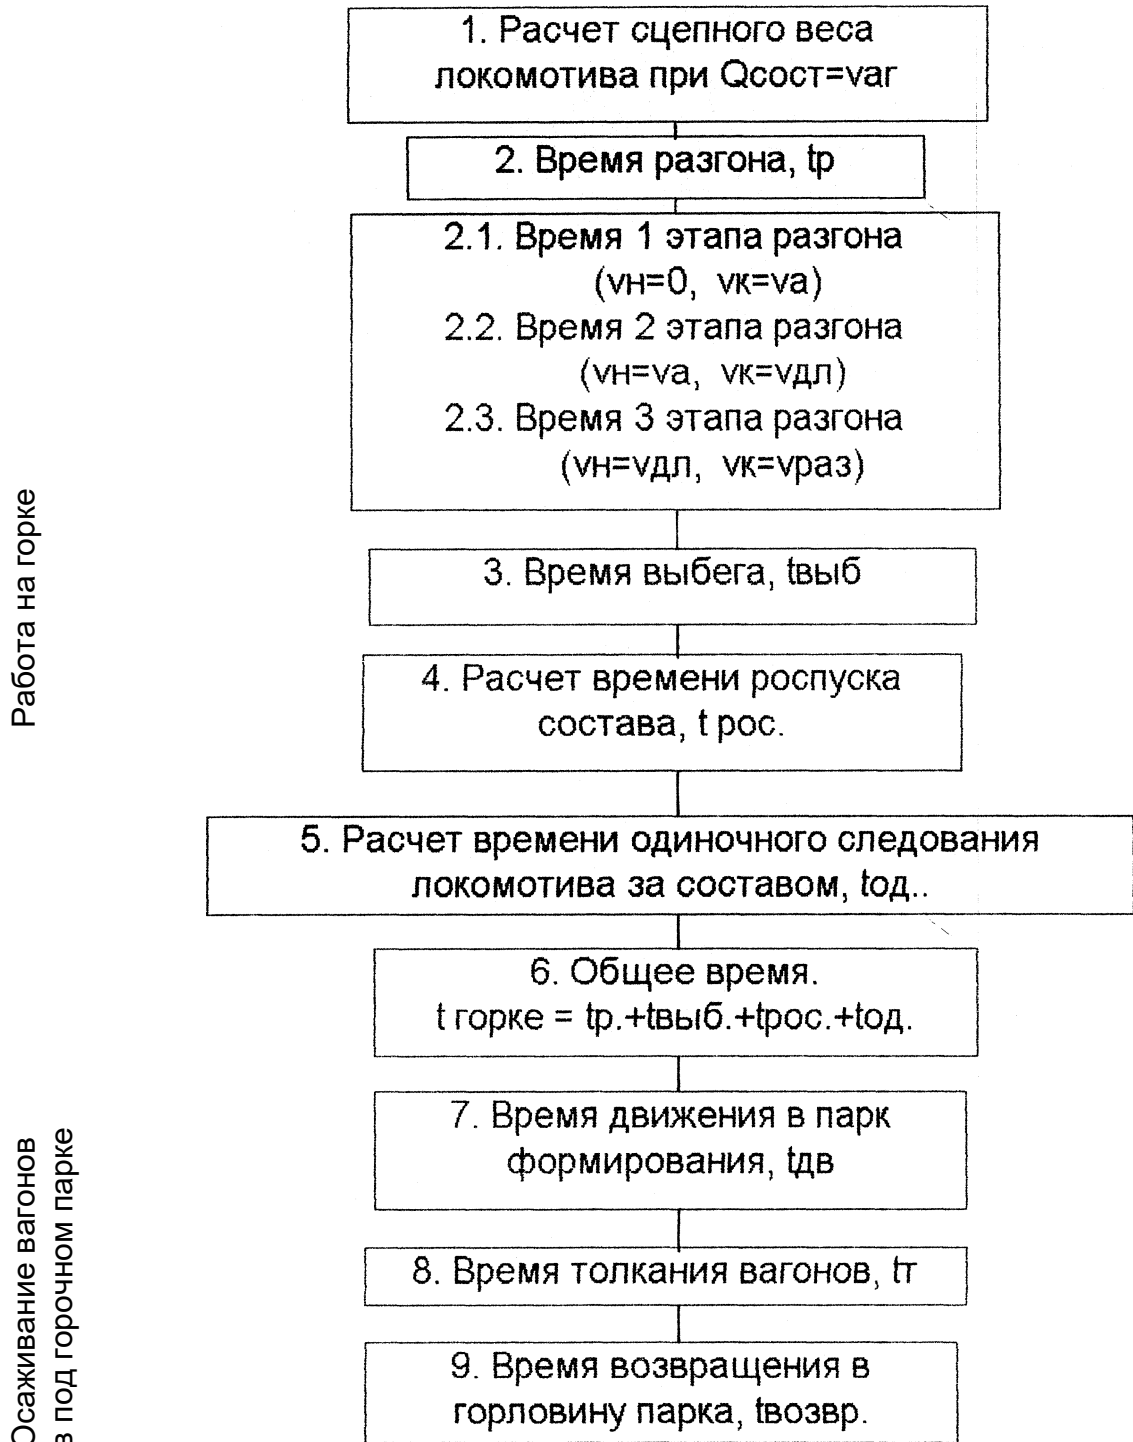 1. Расчет сцепного веса
локомотива при Qсост=var
2. Время разгона, tр
2.1. Время 1 этапа разгона
(vн=0, vк=vа)
2.2. Время 2 этапа разгона
(vн=vа, vк=vдл)
2.3. Время 3 этапа разгона
(vн=vдл, vк=vраз)
3. Время выбега, tвыб
4. Расчет времени роспуска
состава, t рос.
5. Расчет времени одиночного следования
локомотива за составом, tод..
6. Общее время.
t горке = tр.+tвыб.+tрос.+tод.
7. Время движения в парк
формирования, tдв
8. Время толкания вагонов, tт
9. Время возвращения в
горловину парка, tвозвр.
Работа на горке
Осаживание вагонов
в под горочном парке